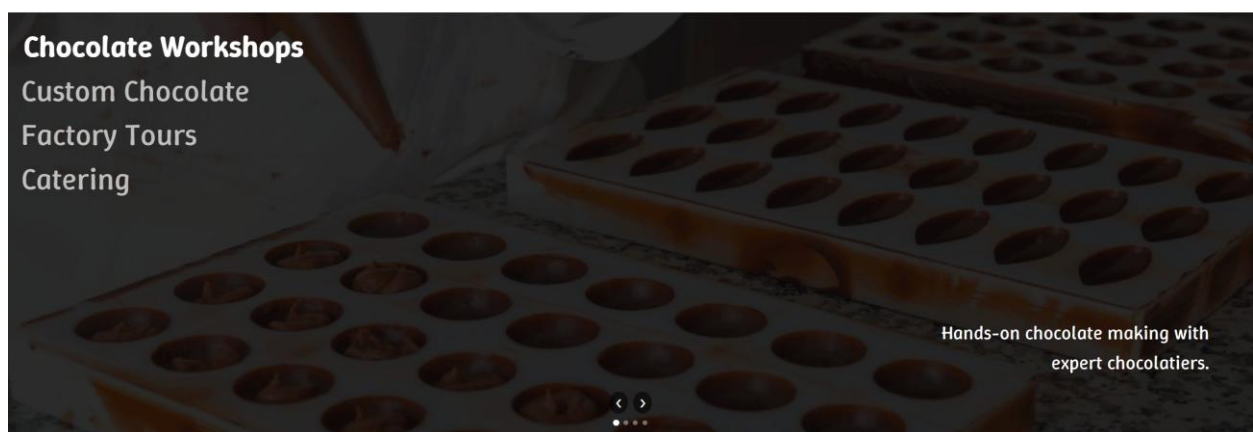 Chocolate Workshops
Custom Chocolate
Factory Tours
Catering
Hands-on chocolate making with
expert chocolatiers.